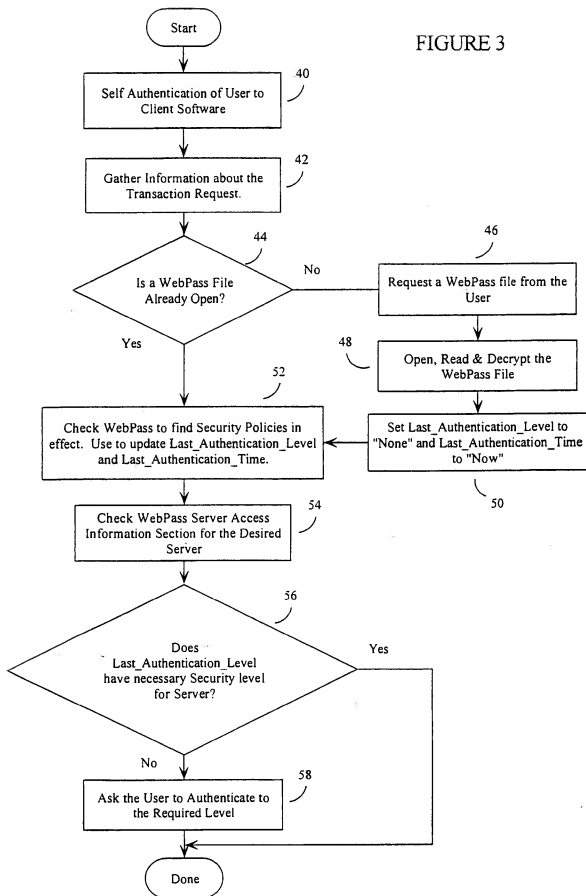 Start
FIGURE 3
40
Self Authentication of User to
Client Software
42
Gather Information about the
Transaction Request.
44
Is a WebPass File
Already Open?
No
Yes
46
Request a WebPass file from the
User
48
Open, Read & Decrypt the
WebPass File
Set Last_Authentication_Level to
"None" and Last_Authentication_Time
to "Now"
50
52
Check WebPass to find Security Policies in
effect. Use to update Last_Authentication_Level
and Last_Authentication_Time.
54
Check WebPass Server Access
Information Section for the Desired
Server
56
Does
Last_Authentication_Level
have necessary Security level
for Server?
Yes
No
58
Ask the User to Authenticate to
the Required Level
Done